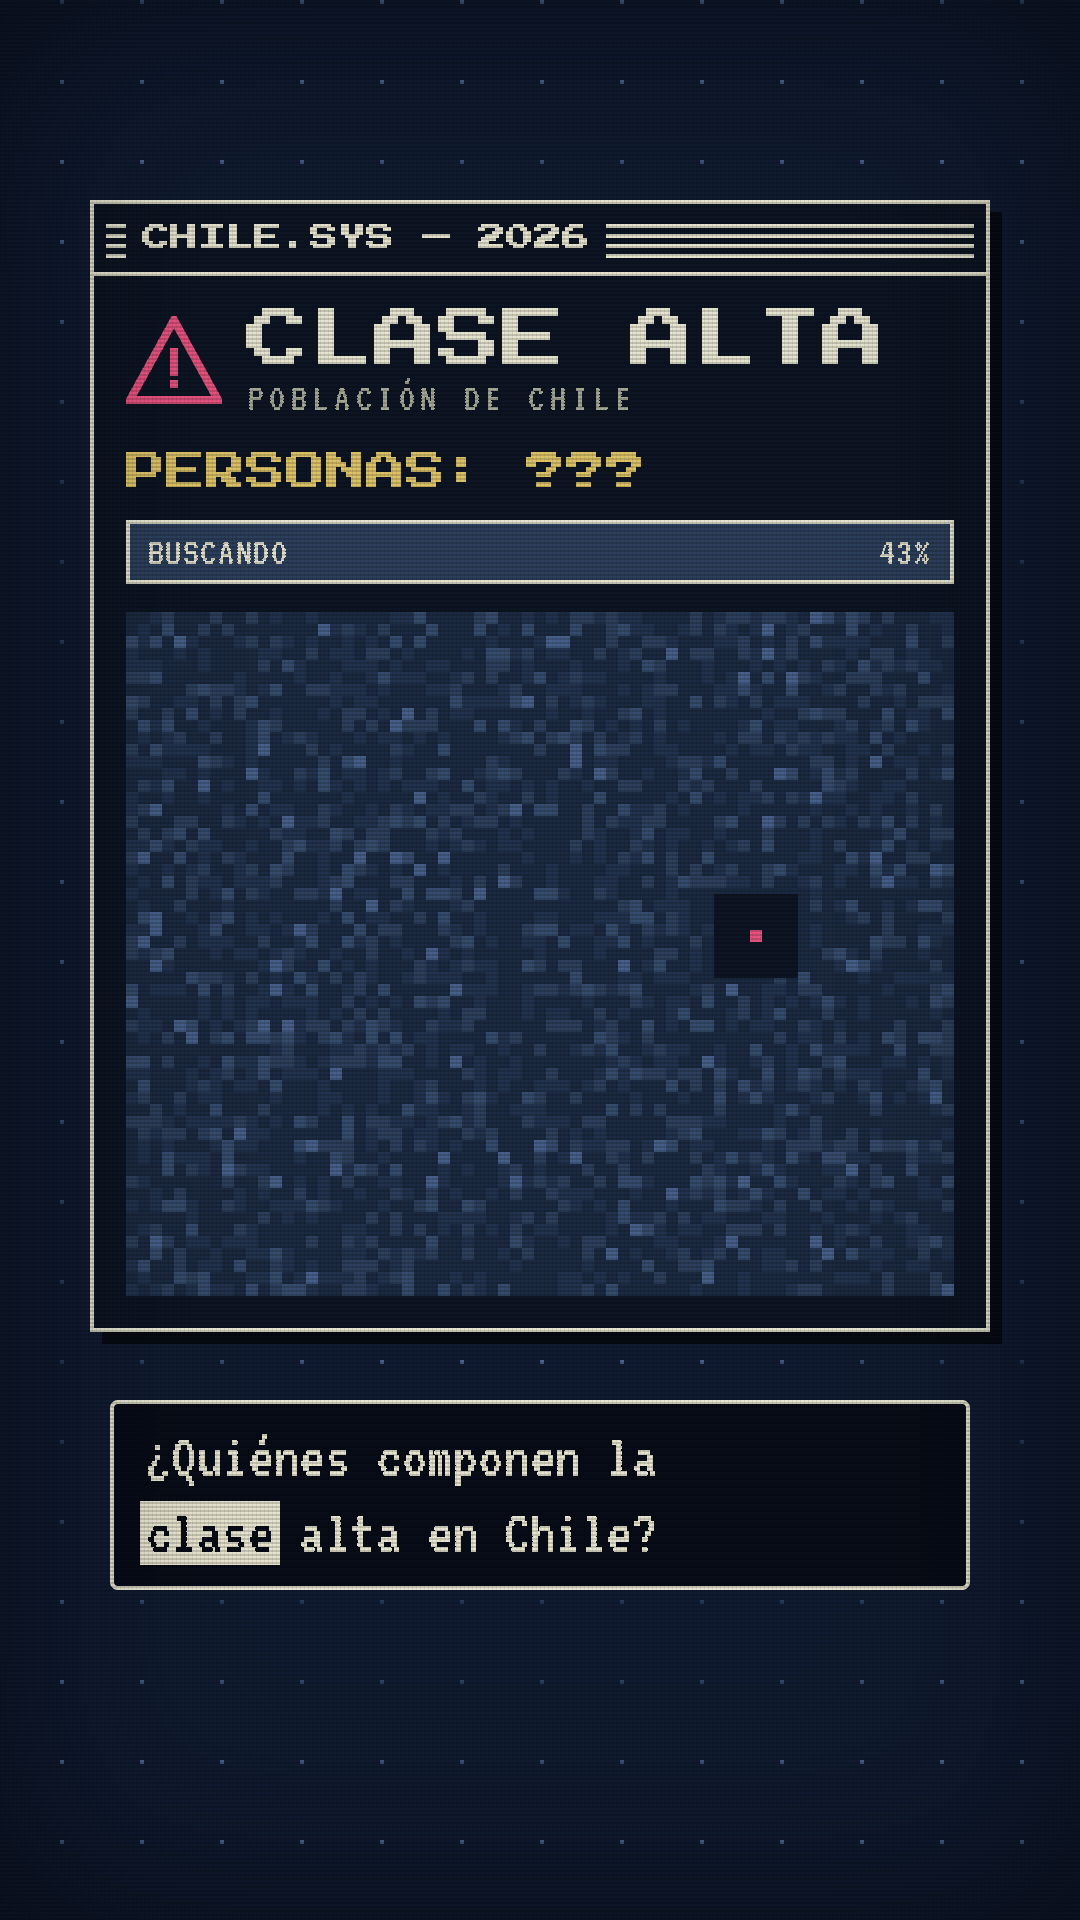 CHILE.SYS — 2026
CLASE ALTA
POBLACIÓN DE CHILE
PERSONAS: ???
BUSCANDO 43%
¿Quiénes componen la
clase alta en Chile?